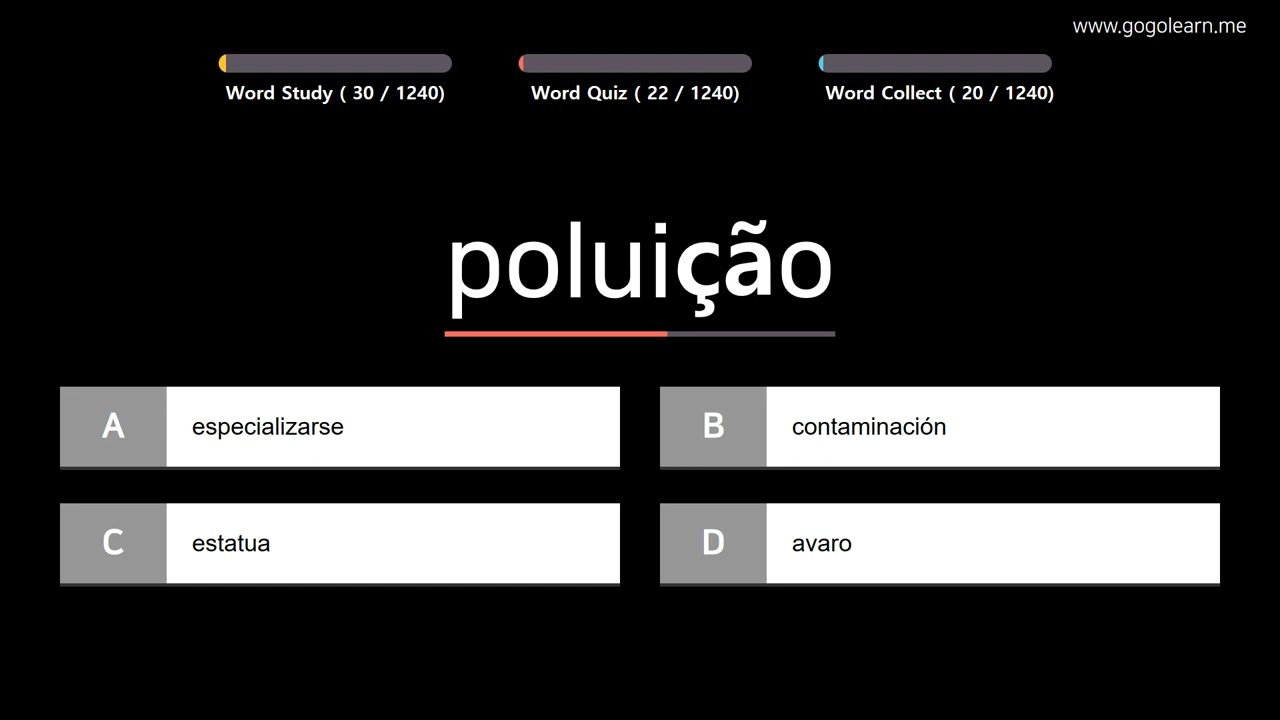 www.gogolearn.me
Word Study ( 30 / 1240)
Word Quiz ( 22 / 1240)
Word Collect ( 20 / 1240)
poluição
A especializarse
B contaminación
C estatua
D avaro